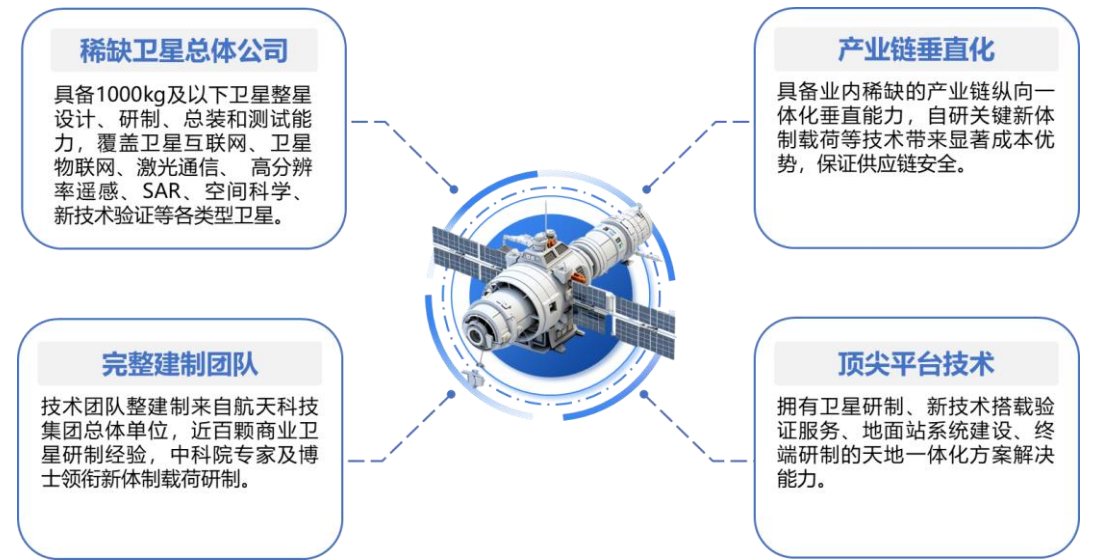 稀缺卫星总体公司
具备1000kg及以下卫星整星
设计、研制、总装和测试能
力，覆盖卫星互联网、卫星
物联网、激光通信、 高分辨
率遥感、SAR、空间科学、
新技术验证等各类型卫星。
产业链垂直化
具备业内稀缺的产业链纵向一
体化垂直能力，自研关键新体
制载荷等技术带来显著成本优
势，保证供应链安全。
完整建制团队
技术团队整建制来自航天科技
集团总体单位，近百颗商业卫
星研制经验，中科院专家及博
士领衔新体制载荷研制。
顶尖平台技术
拥有卫星研制、新技术搭载验
证服务、地面站系统建设、终
端研制的天地一体化方案解决
能力。